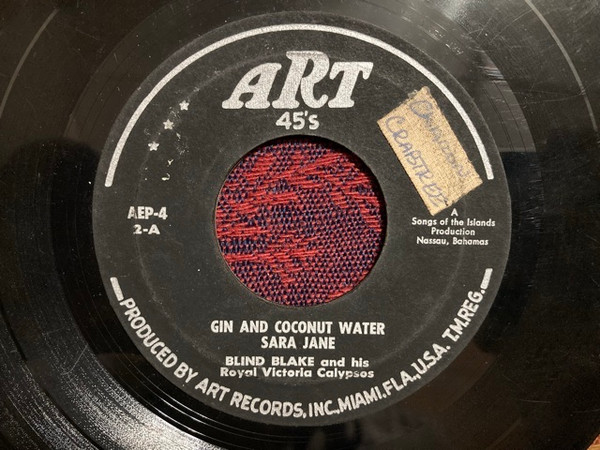 ART
45's
CRABTREE
AEP-4
2-A
A
Songs of the Islands
Production
Nassau, Bahamas
GIN AND COCONUT WATER
SARA JANE
BLIND BLAKE and his
Royal Victoria Calypsos
PRODUCED BY ART RECORDS, INC., MIAMI, FLA., U.S.A. T.M.REG.